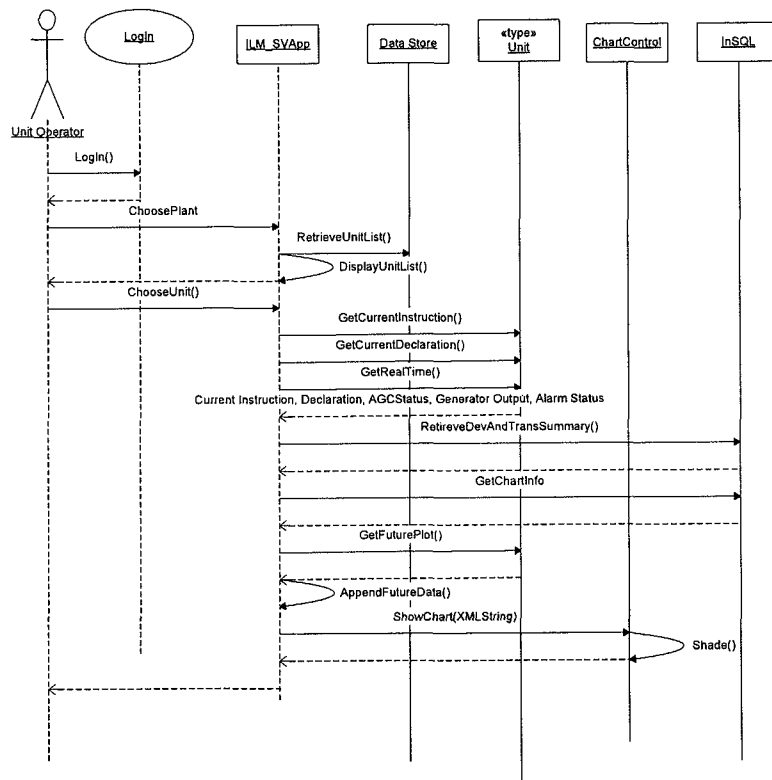 LogIn
ILM_SVApp
Data Store
«type»
Unit
ChartControl
InSQL
Unit Operator
LogIn()
ChoosePlant
RetrieveUnitList()
DisplayUnitList()
ChooseUnit()
GetCurrentInstruction()
GetCurrentDeclaration()
GetRealTime()
Current Instruction, Declaration, AGCStatus, Generator Output, Alarm Status
RetireveDevAndTransSummary()
GetChartInfo
GetFuturePlot()
AppendFutureData()
ShowChart(XMLString)
Shade()